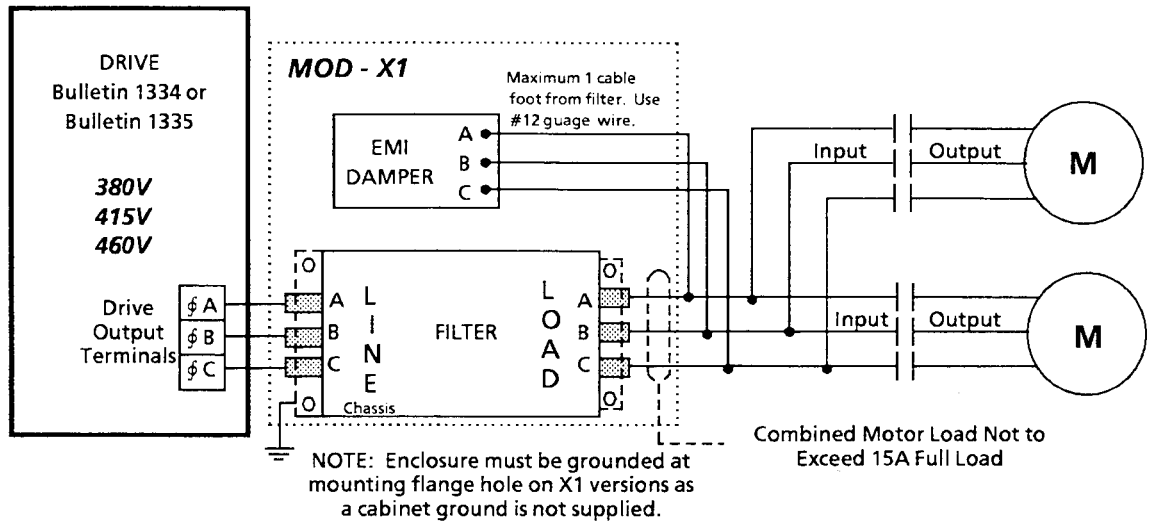 DRIVE
Bulletin 1334 or
Bulletin 1335
380V
415V
460V
Drive
Output
Terminals
∮ A
∮ B
∮ C
MOD - X1
Maximum 1 cable
foot from filter. Use
#12 guage wire.
EMI
DAMPER
A
B
C
A
B
C
LINE
Chassis
FILTER
LOAD
A
B
C
Input
Output
M
Input
Output
M
Combined Motor Load Not to
Exceed 15A Full Load
NOTE: Enclosure must be grounded at
mounting flange hole on X1 versions as
a cabinet ground is not supplied.